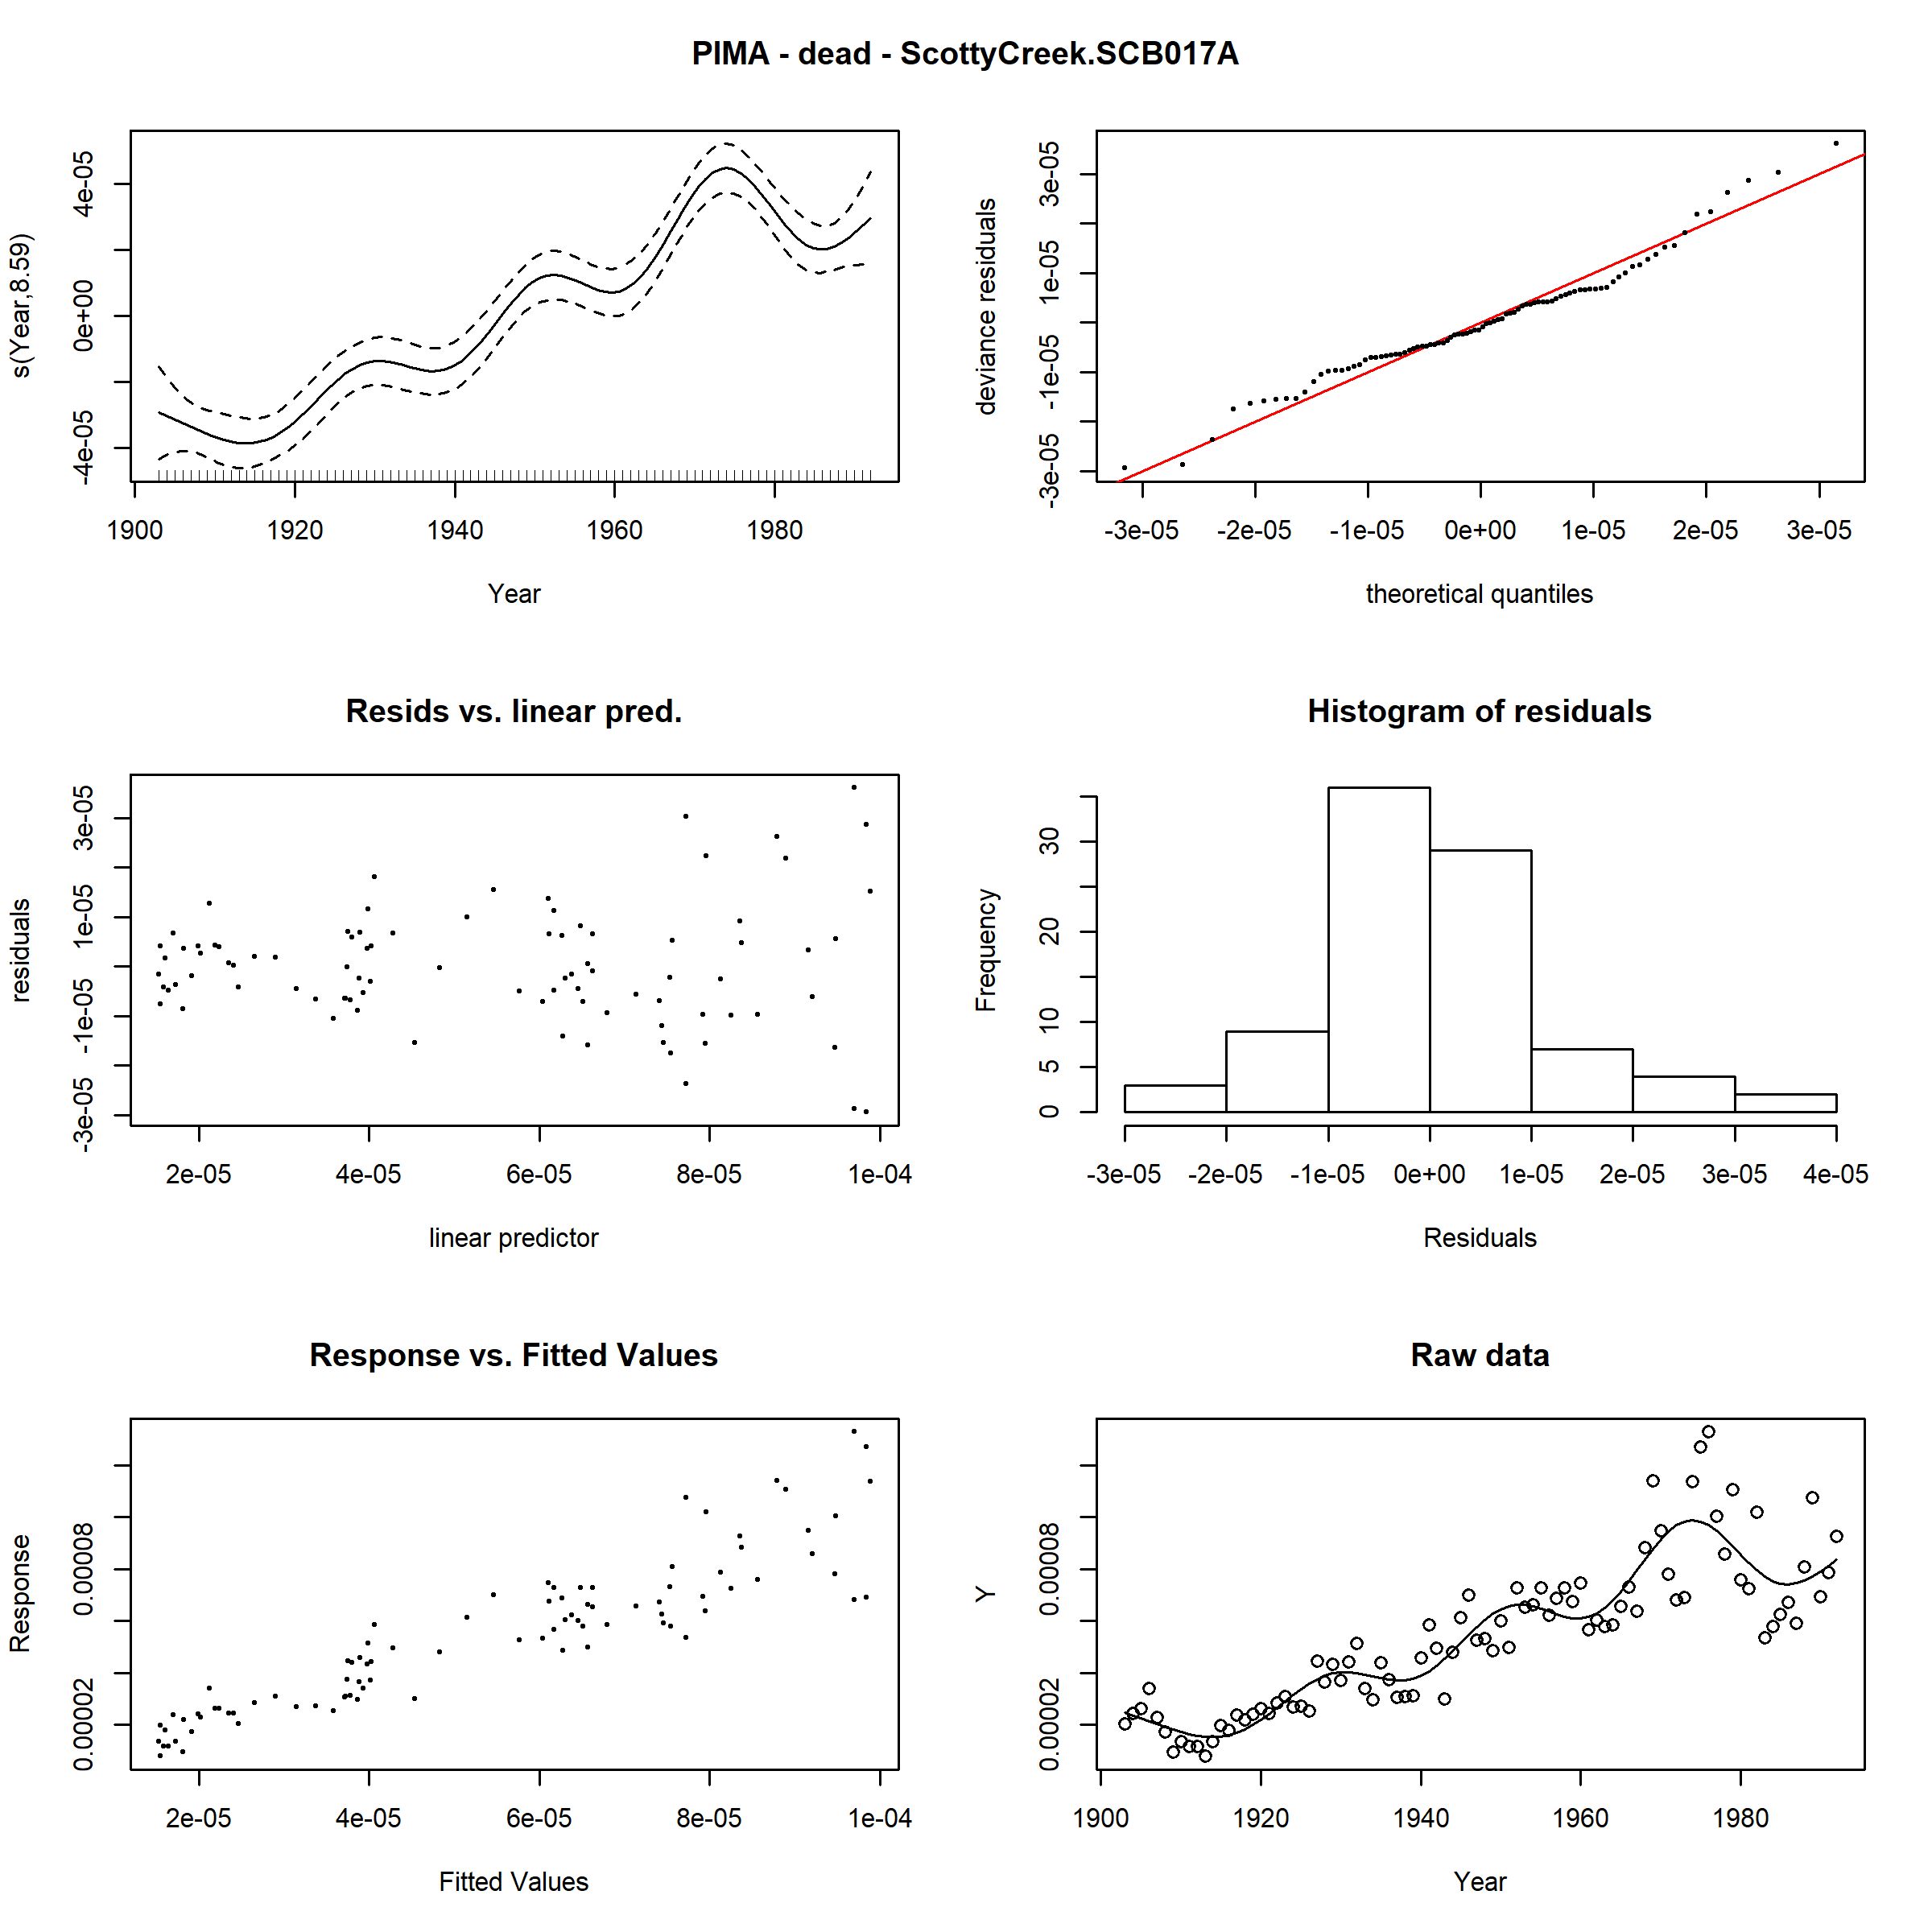 PIMA - dead - ScottyCreek.SCB017A
s(Year,8.59)
-4e-05 0e+00 4e-05
1900 1920 1940 1960 1980
Year
deviance residuals
-3e-05 -1e-05 1e-05 3e-05
-3e-05 -2e-05 -1e-05 0e+00 1e-05 2e-05 3e-05
theoretical quantiles
Resids vs. linear pred.
residuals
-3e-05 -1e-05 1e-05 3e-05
2e-05 4e-05 6e-05 8e-05 1e-04
linear predictor
Histogram of residuals
Frequency
0 5 10 20 30
-3e-05 -2e-05 -1e-05 0e+00 1e-05 2e-05 3e-05 4e-05
Residuals
Response vs. Fitted Values
Response
0.00002 0.00008
2e-05 4e-05 6e-05 8e-05 1e-04
Fitted Values
Raw data
Y
0.00002 0.00008
1900 1920 1940 1960 1980
Year